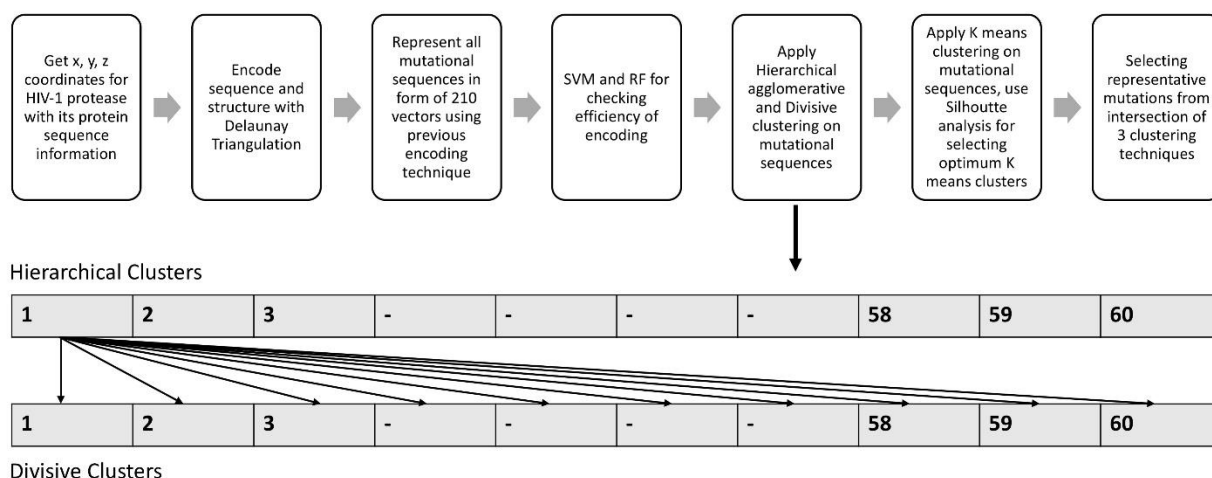 Get x, y, z
coordinates for
HIV-1 protease
with its protein
sequence
information
Encode
sequence and
structure with
Delaunay
Triangulation
Represent all
mutational
sequences in
form of 210
vectors using
previous
encoding
technique
SVM and RF for
checking
efficiency of
encoding
Apply
Hierarchical
agglomerative
and Divisive
clustering on
mutational
sequences
Apply K means
clustering on
mutational
sequences, use
Silhoutte
analysis for
selecting
optimum K
means clusters
Selecting
representative
mutations from
intersection of
3 clustering
techniques
Hierarchical Clusters
1 2 3 - - - - 58 59 60
1 2 3 - - - - 58 59 60
Divisive Clusters